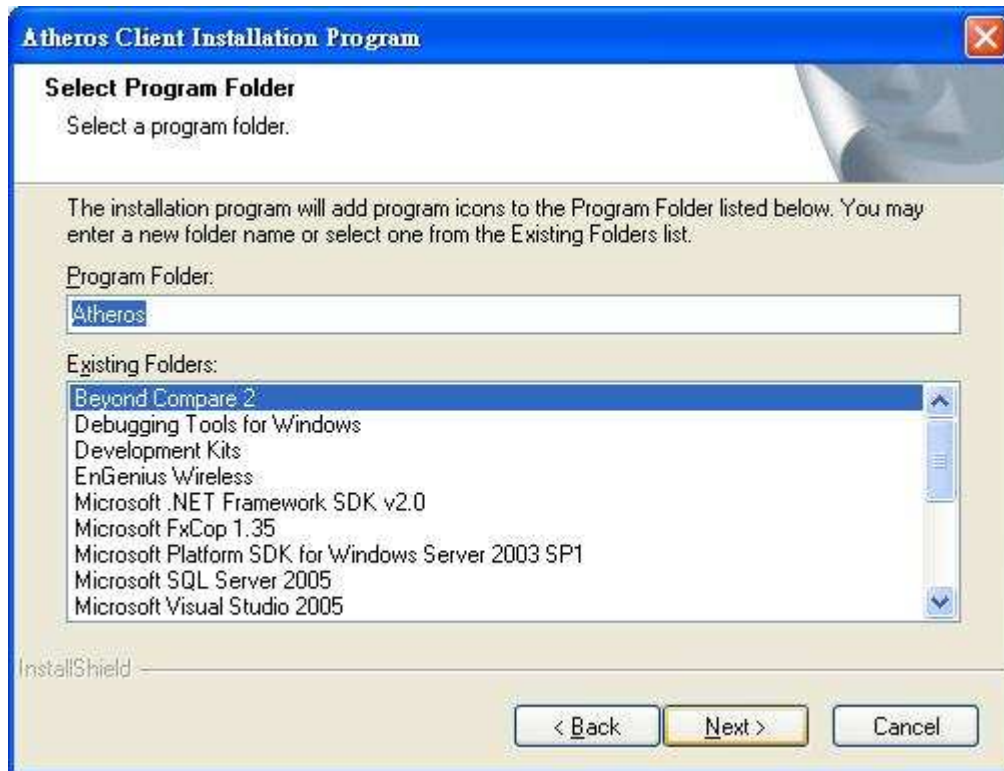 Atheros Client Installation Program
Select Program Folder
Select a program folder.
The installation program will add program icons to the Program Folder listed below. You may
enter a new folder name or select one from the Existing Folders list.
Program Folder:
Atheros
Existing Folders:
Beyond Compare 2
Debugging Tools for Windows
Development Kits
EnGenius Wireless
Microsoft .NET Framework SDK v2.0
Microsoft FxCop 1.35
Microsoft Platform SDK for Windows Server 2003 SP1
Microsoft SQL Server 2005
Microsoft Visual Studio 2005
InstallShield
< Back Next > Cancel